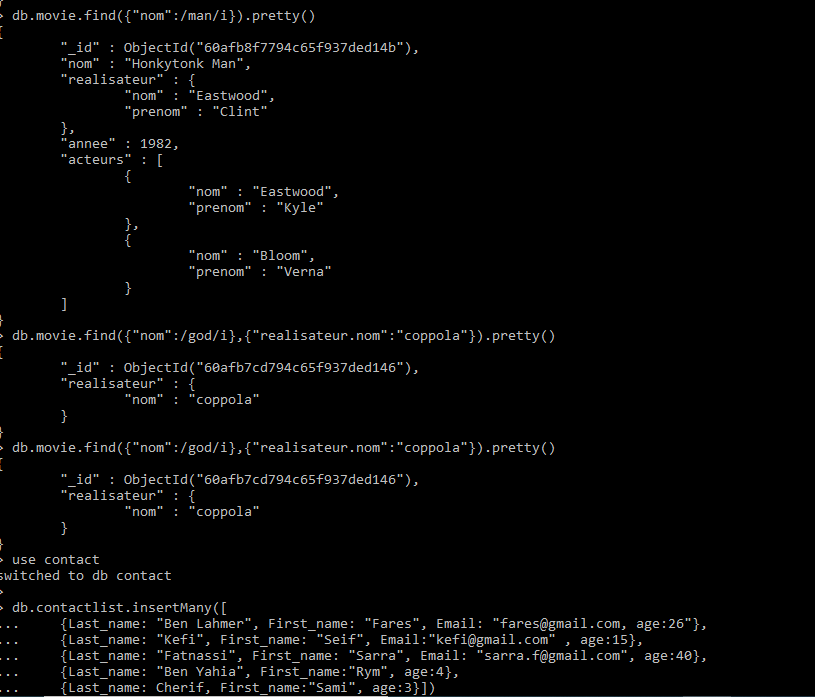 }
> db.movie.find({"nom":/man/i}).pretty()
{
        "_id" : ObjectId("60afb8f7794c65f937ded14b"),
        "nom" : "Honkytonk Man",
        "realisateur" : {
                "nom" : "Eastwood",
                "prenom" : "Clint"
        },
        "annee" : 1982,
        "acteurs" : [
                {
                        "nom" : "Eastwood",
                        "prenom" : "Kyle"
                },
                {
                        "nom" : "Bloom",
                        "prenom" : "Verna"
                }
        ]
}
> db.movie.find({"nom":/god/i},{"realisateur.nom":"coppola"}).pretty()
{
        "_id" : ObjectId("60afb7cd794c65f937ded146"),
        "realisateur" : {
                "nom" : "coppola"
        }
}
> db.movie.find({"nom":/god/i},{"realisateur.nom":"coppola"}).pretty()
{
        "_id" : ObjectId("60afb7cd794c65f937ded146"),
        "realisateur" : {
                "nom" : "coppola"
        }
}
> use contact
switched to db contact
>
> db.contactlist.insertMany([
...     {Last_name: "Ben Lahmer", First_name: "Fares", Email: "fares@gmail.com, age:26"},
...     {Last_name: "Kefi", First_name: "Seif", Email:"kefi@gmail.com" , age:15},
...     {Last_name: "Fatnassi", First_name: "Sarra", Email: "sarra.f@gmail.com", age:40},
...     {Last_name: "Ben Yahia", First_name:"Rym", age:4},
...     {Last_name: Cherif, First_name:"Sami", age:3}])